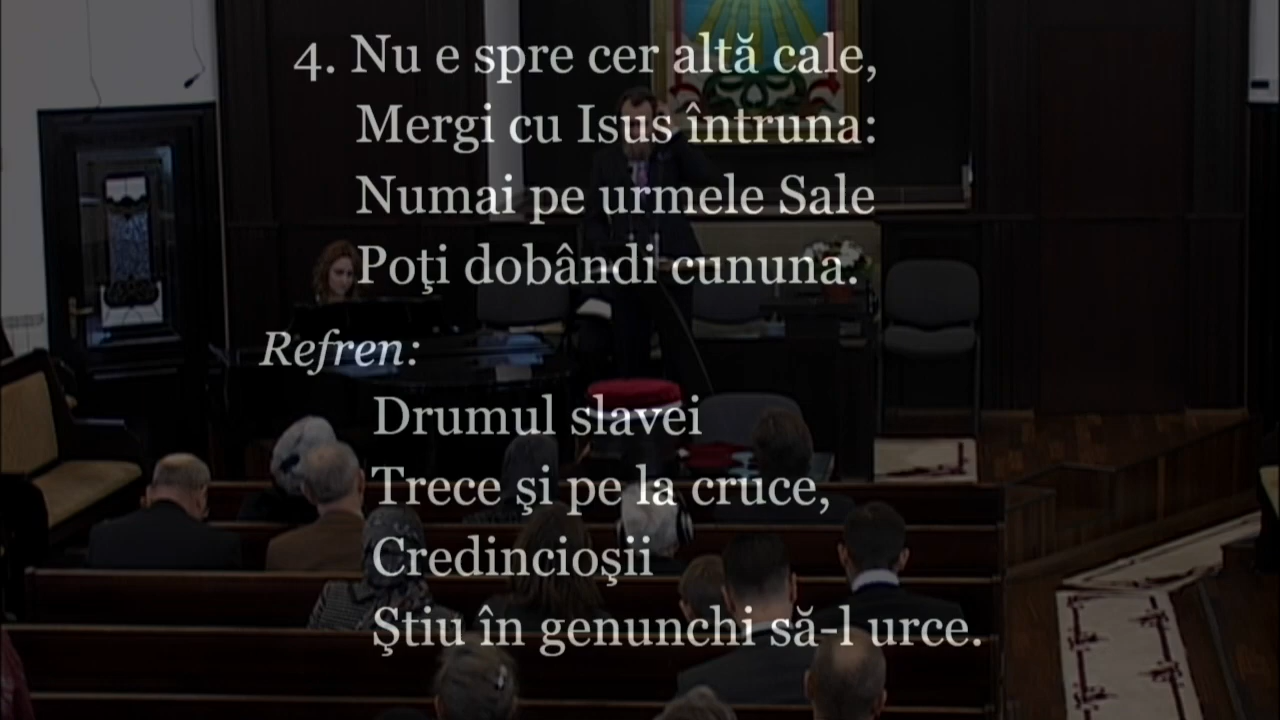 4. Nu e spre cer altă cale,
Mergi cu Isus întruna:
Numai pe urmele Sale
Poţi dobândi cununa.
Refren:
Drumul slavei
Trece şi pe la cruce,
Credincioşii
Ştiu în genunchi să-l urce.